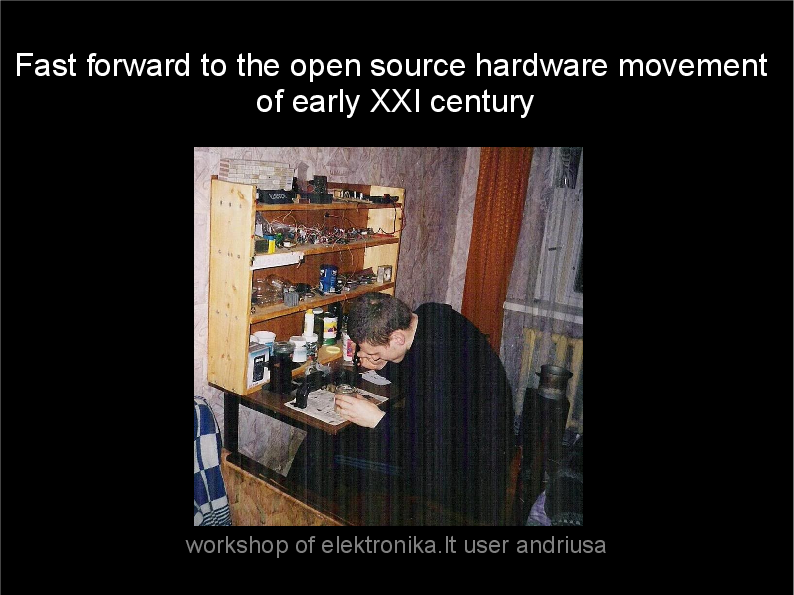 Fast forward to the open source hardware movement
of early XXI century
workshop of elektronika.lt user andriusa